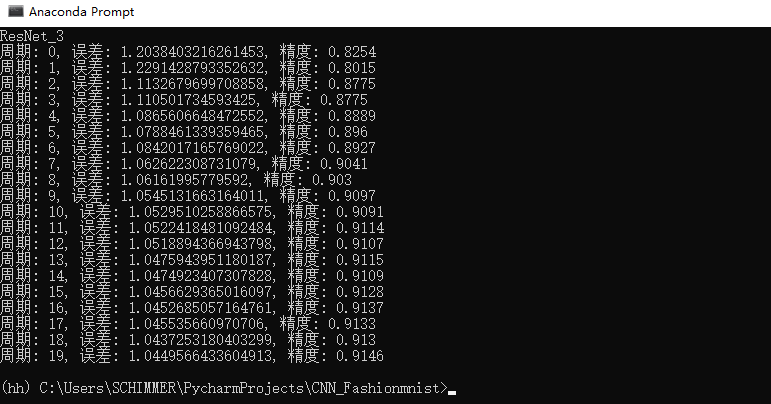 Anaconda Prompt
ResNet_3
周期: 0, 误差: 1.2038403216261453, 精度: 0.8254
周期: 1, 误差: 1.2291428793352632, 精度: 0.8015
周期: 2, 误差: 1.1132679699708858, 精度: 0.8775
周期: 3, 误差: 1.110501734593425, 精度: 0.8775
周期: 4, 误差: 1.0865606648472552, 精度: 0.8889
周期: 5, 误差: 1.0788461339359465, 精度: 0.896
周期: 6, 误差: 1.0842017165769022, 精度: 0.8927
周期: 7, 误差: 1.062622308731079, 精度: 0.9041
周期: 8, 误差: 1.06161995779592, 精度: 0.903
周期: 9, 误差: 1.0545131663164011, 精度: 0.9097
周期: 10, 误差: 1.0529510258866575, 精度: 0.9091
周期: 11, 误差: 1.0522418481092484, 精度: 0.9114
周期: 12, 误差: 1.0518894366943798, 精度: 0.9107
周期: 13, 误差: 1.0475943951180187, 精度: 0.9115
周期: 14, 误差: 1.0474923407307828, 精度: 0.9109
周期: 15, 误差: 1.0456629365016097, 精度: 0.9128
周期: 16, 误差: 1.0452685057164761, 精度: 0.9137
周期: 17, 误差: 1.045535660970706, 精度: 0.9133
周期: 18, 误差: 1.0437253180403299, 精度: 0.913
周期: 19, 误差: 1.0449566433604913, 精度: 0.9146
(hh) C:\Users\SCHIMMER\PycharmProjects\CNN_Fashionmnist>